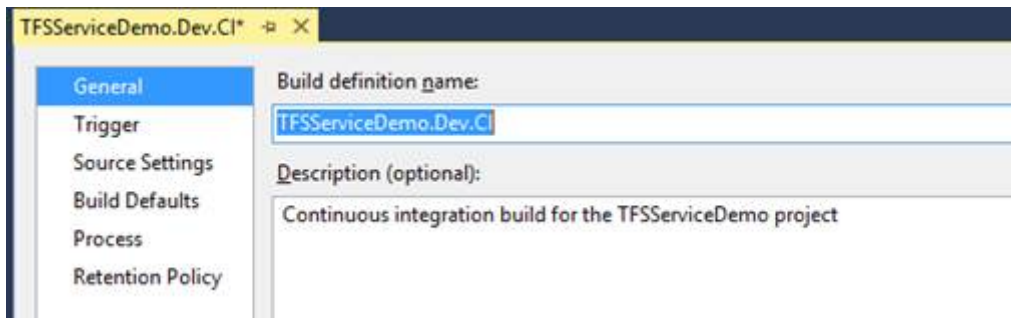 TFSServiceDemo.Dev.CI*
General
Trigger
Source Settings
Build Defaults
Process
Retention Policy
Build definition name:
TFSServiceDemo.Dev.CI
Description (optional):
Continuous integration build for the TFSServiceDemo project